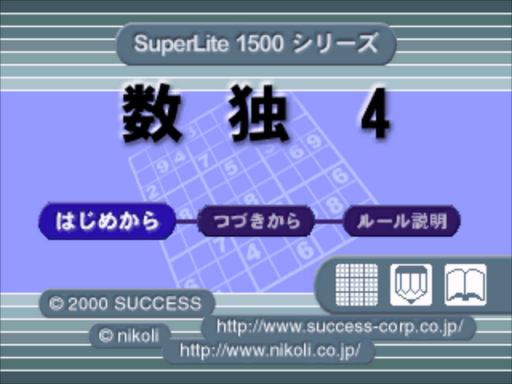 SuperLite 1500 シリーズ
数独 4
はじめから
つづきから
ルール説明
© 2000 SUCCESS
http://www.success-corp.co.jp/
© nikoli
http://www.nikoli.co.jp/